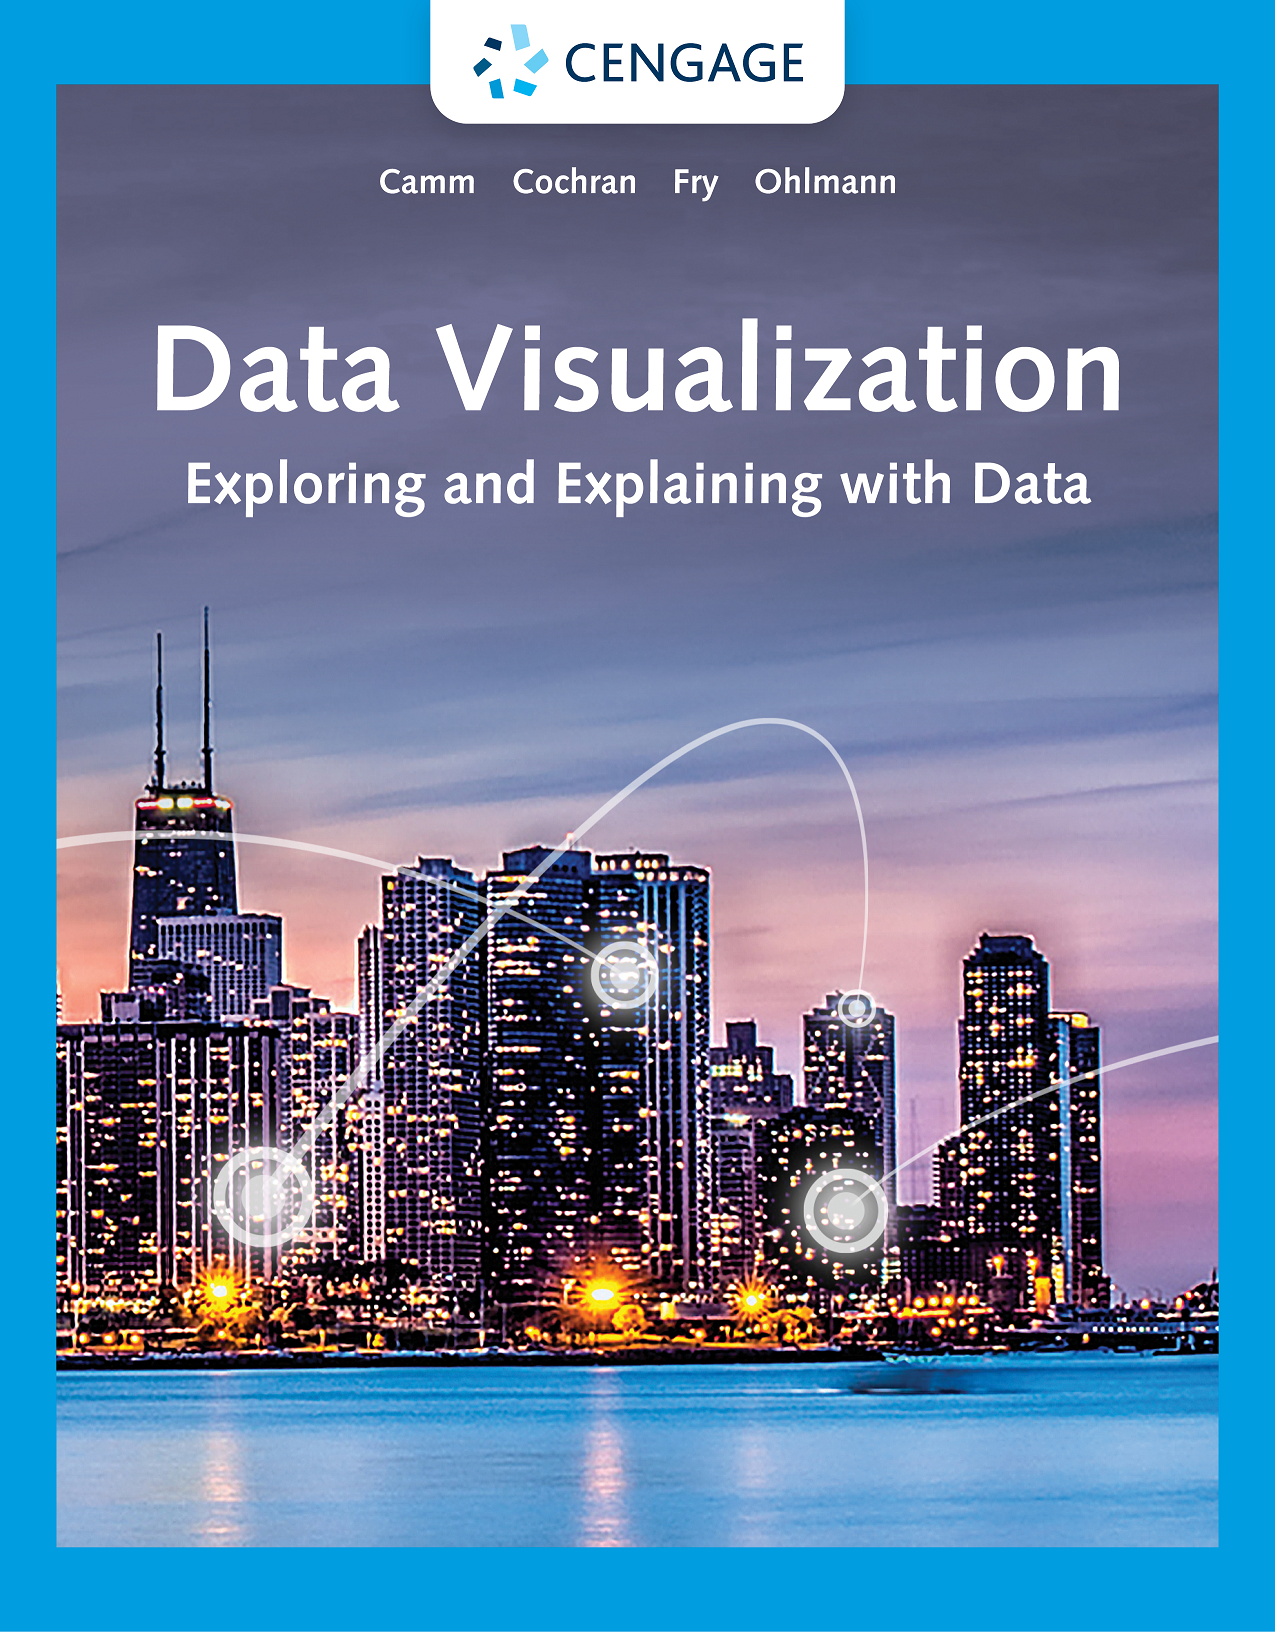 CENGAGE
Camm Cochran Fry Ohlmann
Data Visualization
Exploring and Explaining with Data